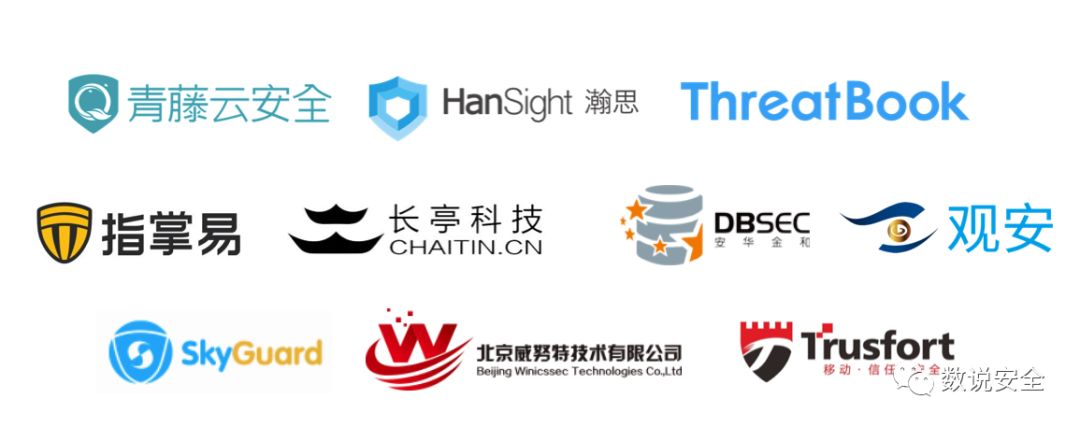 青藤云安全
HanSight 瀚思
ThreatBook
指掌易
长亭科技
CHAITIN.CN
DBSEC
安华金和
观安
SkyGuard
北京威努特技术有限公司
Beijing Winicssec Technologies Co.,Ltd
Trusfort
移动·信任·安全
数说安全